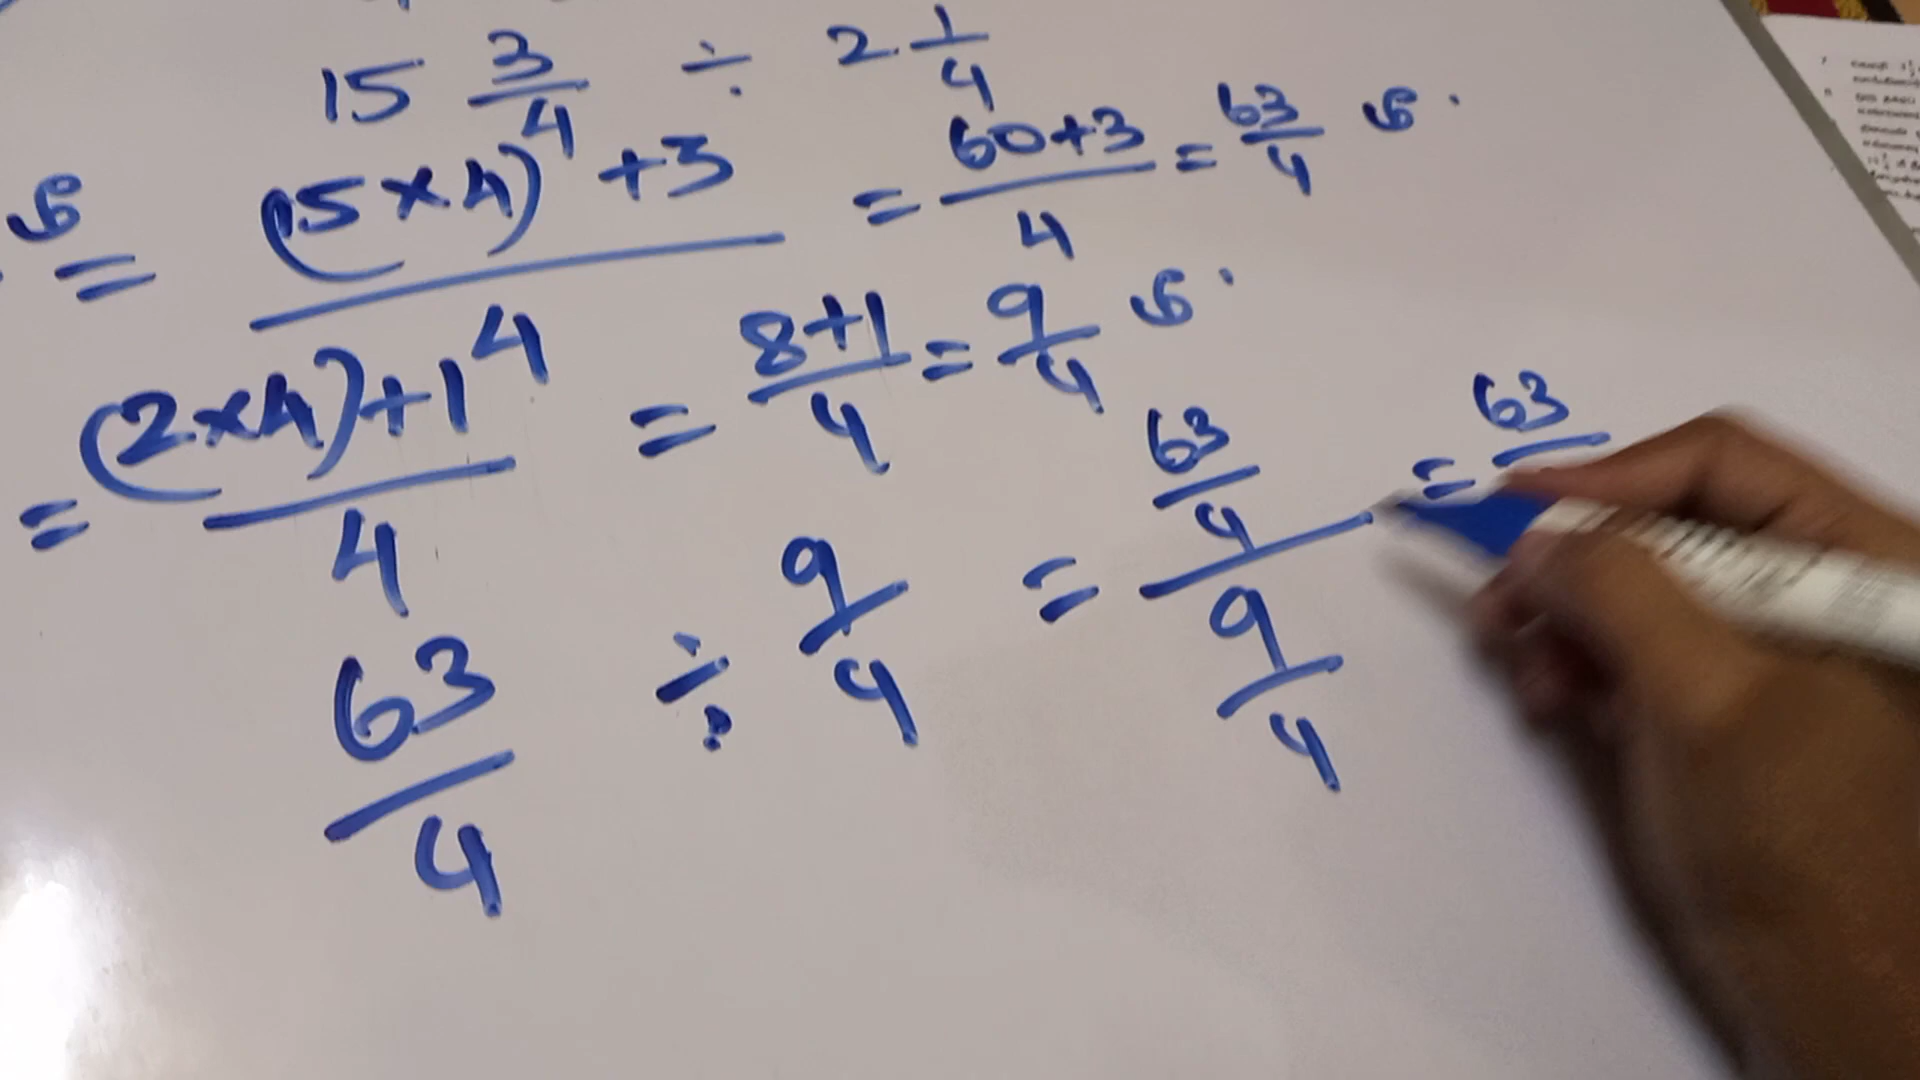 15 3/4 ÷ 2 1/4
கி = (15×4)+3 / 4 = 60+3 / 4 = 63/4 கி.
= (2×4)+1 / 4 = 8+1 / 4 = 9/4 கி.
63/4 ÷ 9/4 = 63/4 / 9/4 = 63